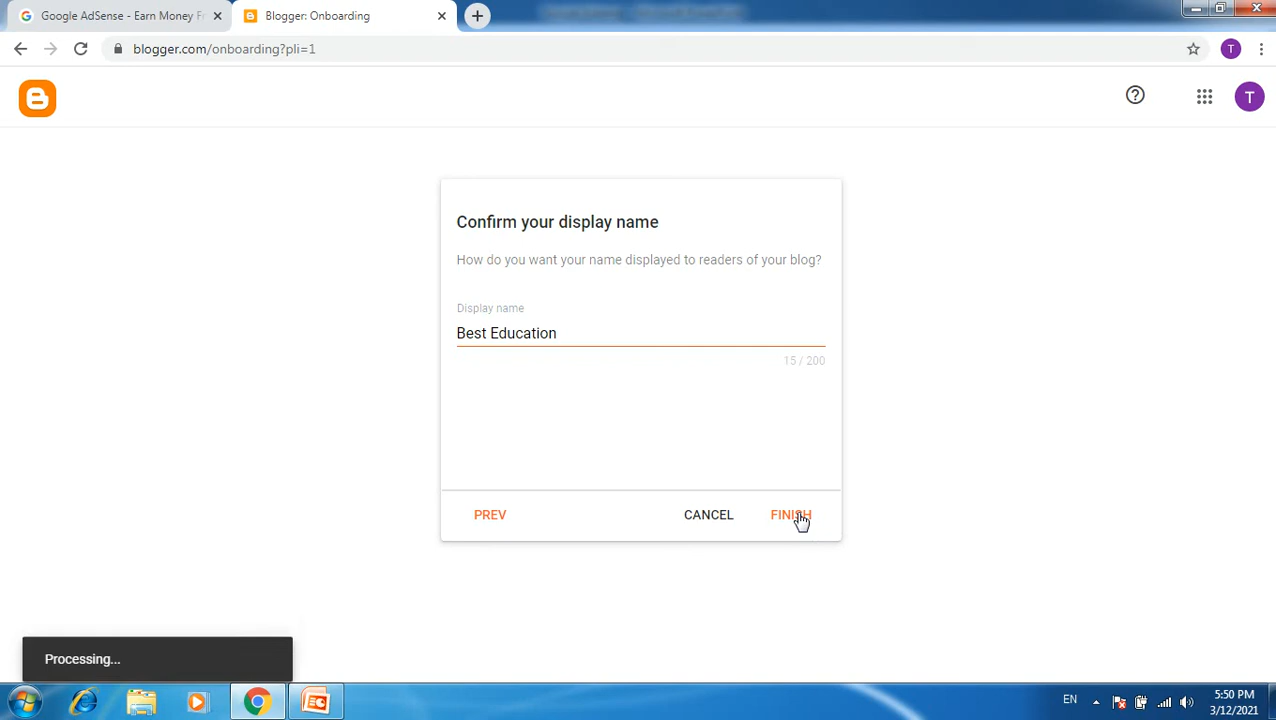 Google AdSense - Earn Money F
Blogger: Onboarding
blogger.com/onboarding?pli=1
T
T
Confirm your display name
How do you want your name displayed to readers of your blog?
Display name
Best Education
15 / 200
PREV
CANCEL
FINISH
Processing...
EN
5:50 PM
3/12/2021